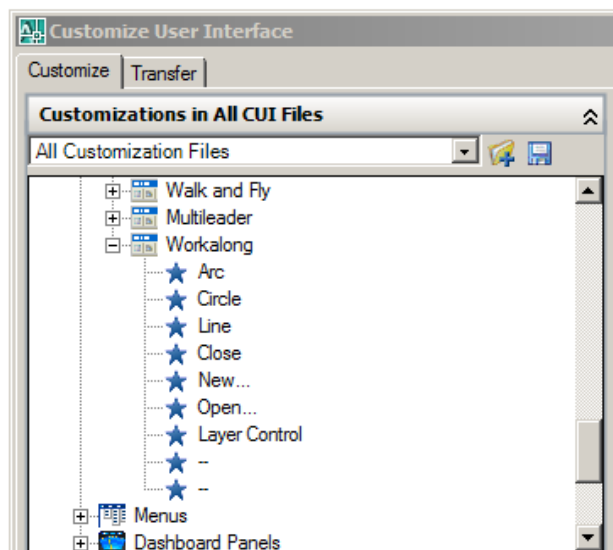 Customize User Interface
Customize Transfer
Customizations in All CUI Files
All Customization Files
Walk and Fly
Multileader
Workalong
Arc
Circle
Line
Close
New...
Open...
Layer Control
--
--
Menus
Dashboard Panels